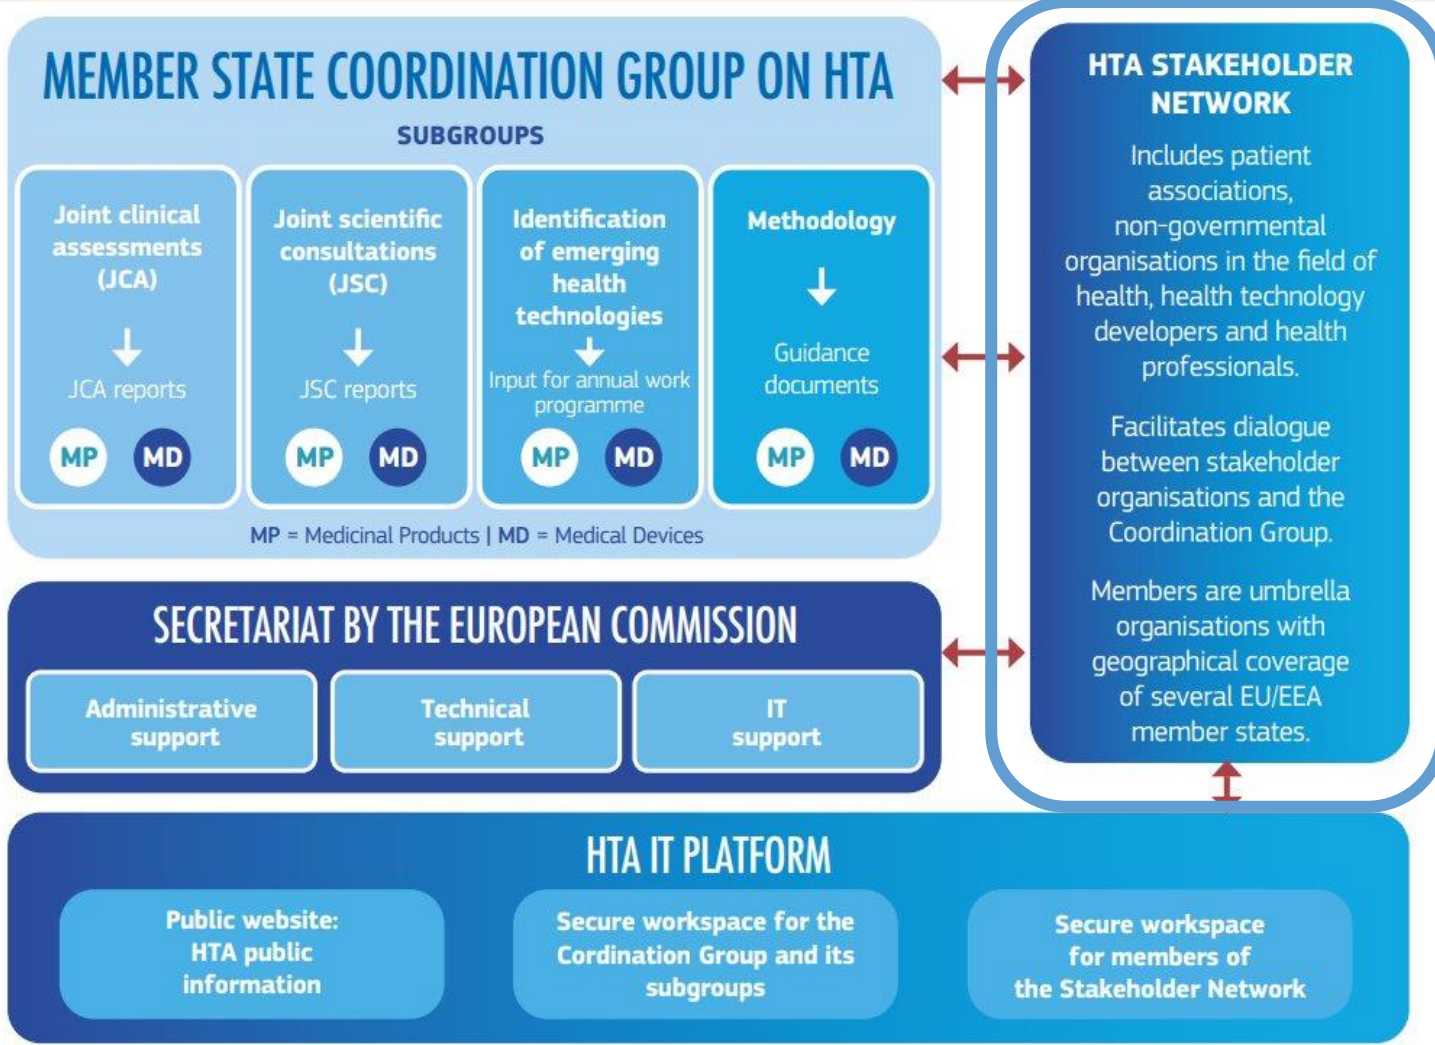 MEMBER STATE COORDINATION GROUP ON HTA
SUBGROUPS
Joint clinical
assessments
(JCA)
JCA reports
MP MD
Joint scientific
consultations
(JSC)
JSC reports
MP MD
Identification
of emerging
health
technologies
Input for annual work
programme
MP MD
Methodology
Guidance
documents
MP MD
MP = Medicinal Products | MD = Medical Devices
HTA STAKEHOLDER
NETWORK
Includes patient
associations,
non-governmental
organisations in the field of
health, health technology
developers and health
professionals.
Facilitates dialogue
between stakeholder
organisations and the
Coordination Group.
Members are umbrella
organisations with
geographical coverage
of several EU/EEA
member states.
SECRETARIAT BY THE EUROPEAN COMMISSION
Administrative
support
Technical
support
IT
support
HTA IT PLATFORM
Public website:
HTA public
information
Secure workspace for the
Cordination Group and its
subgroups
Secure workspace
for members of
the Stakeholder Network